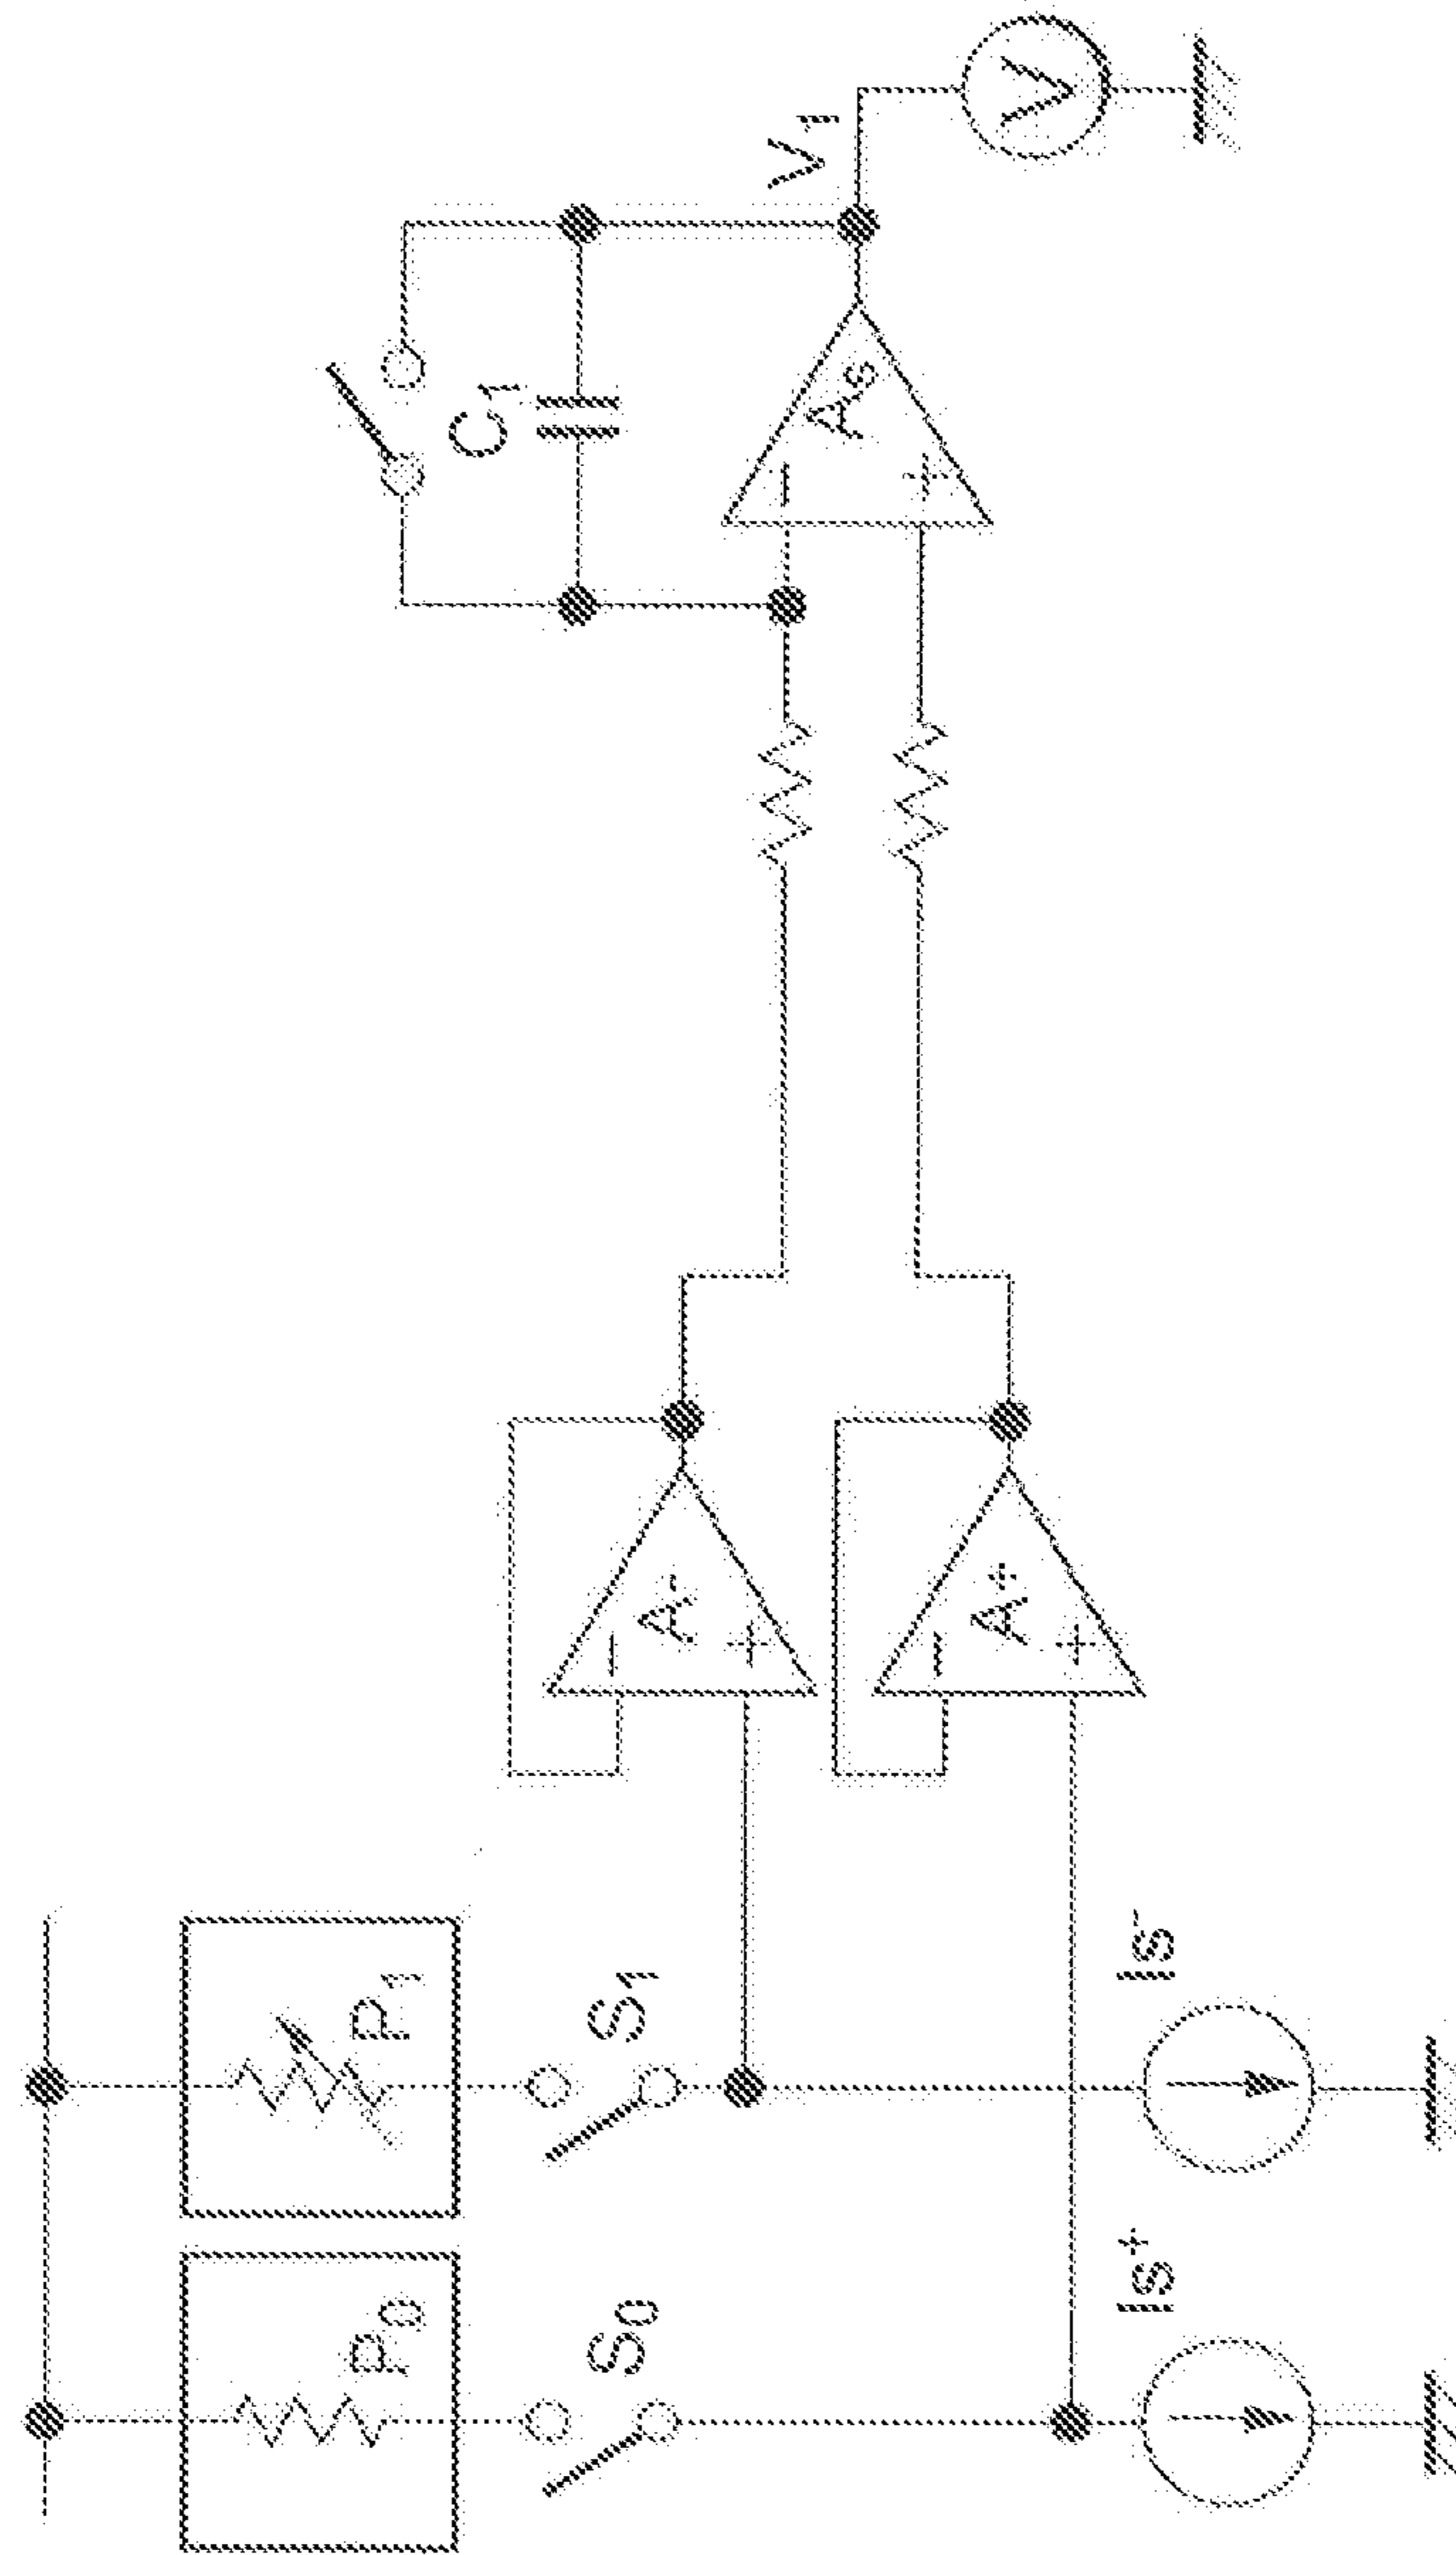 P0
P1
S0
S1
Is+
Is-
A-
− +
A+
− +
C1
AG
− +
V1
V